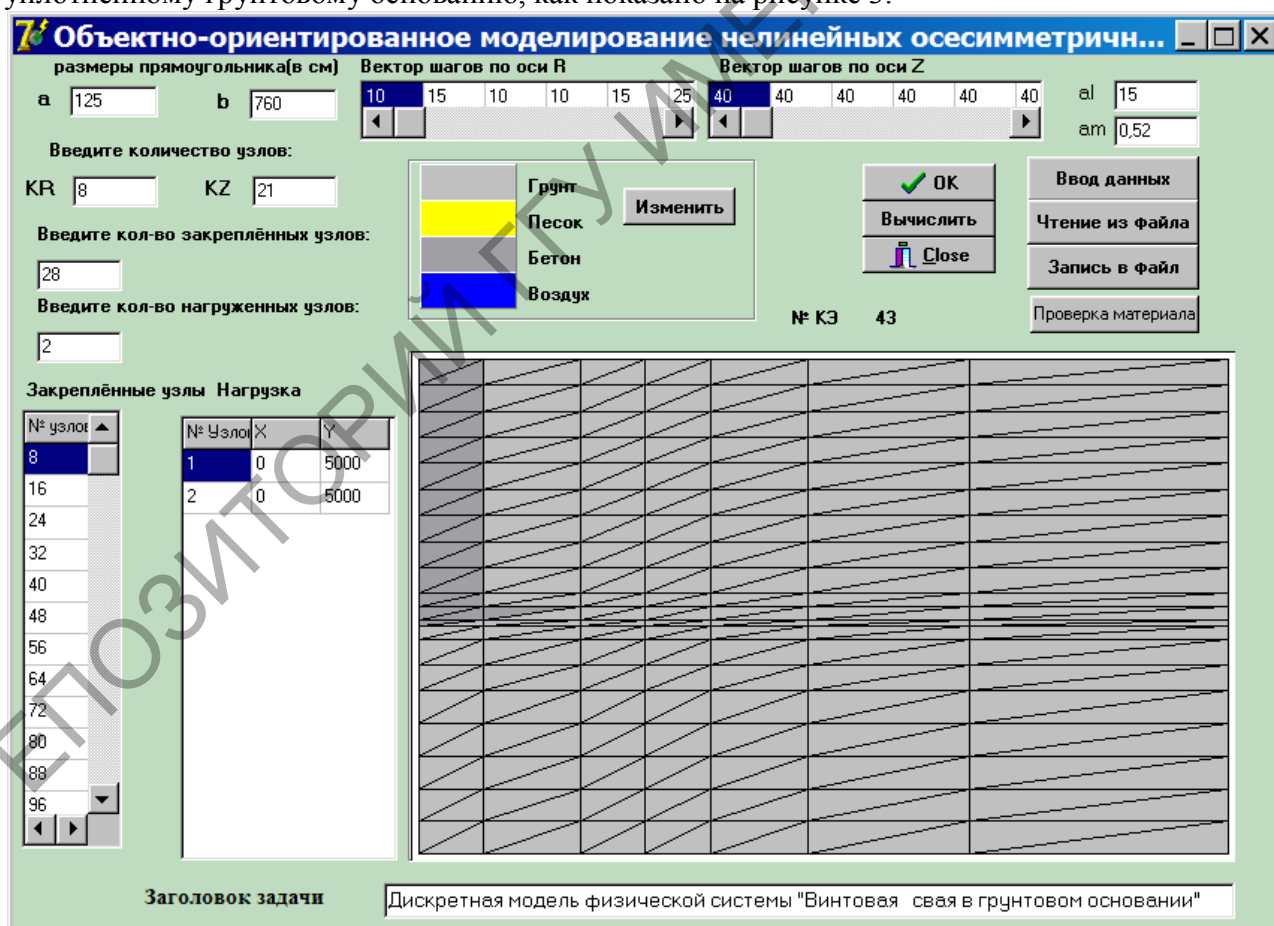 уплотненному грунтовому основанию, как показано на рисунке 3.
Объектно-ориентированное моделирование нелинейных осесимметричн...
размеры прямоугольника(в см)
Вектор шагов по оси R
Вектор шагов по оси Z
a 125 b 760
10 15 10 10 15 25
40 40 40 40 40 40
al 15
am 0,52
Введите количество узлов:
KR 8 KZ 21
Введите кол-во закреплённых узлов:
28
Введите кол-во нагруженных узлов:
2
Грунт
Песок
Бетон
Воздух
Изменить
OK
Вычислить
Close
Ввод данных
Чтение из файла
Запись в файл
Проверка материала
№ КЭ 43
Закреплённые узлы Нагрузка
№ узлов
8
16
24
32
40
48
56
64
72
80
88
96
№ Узлов X Y
1 0 5000
2 0 5000
Заголовок задачи
Дискретная модель физической системы "Винтовая свая в грунтовом основании"
ЕПОЗИТОРИЙ ГГУ ИМЕ